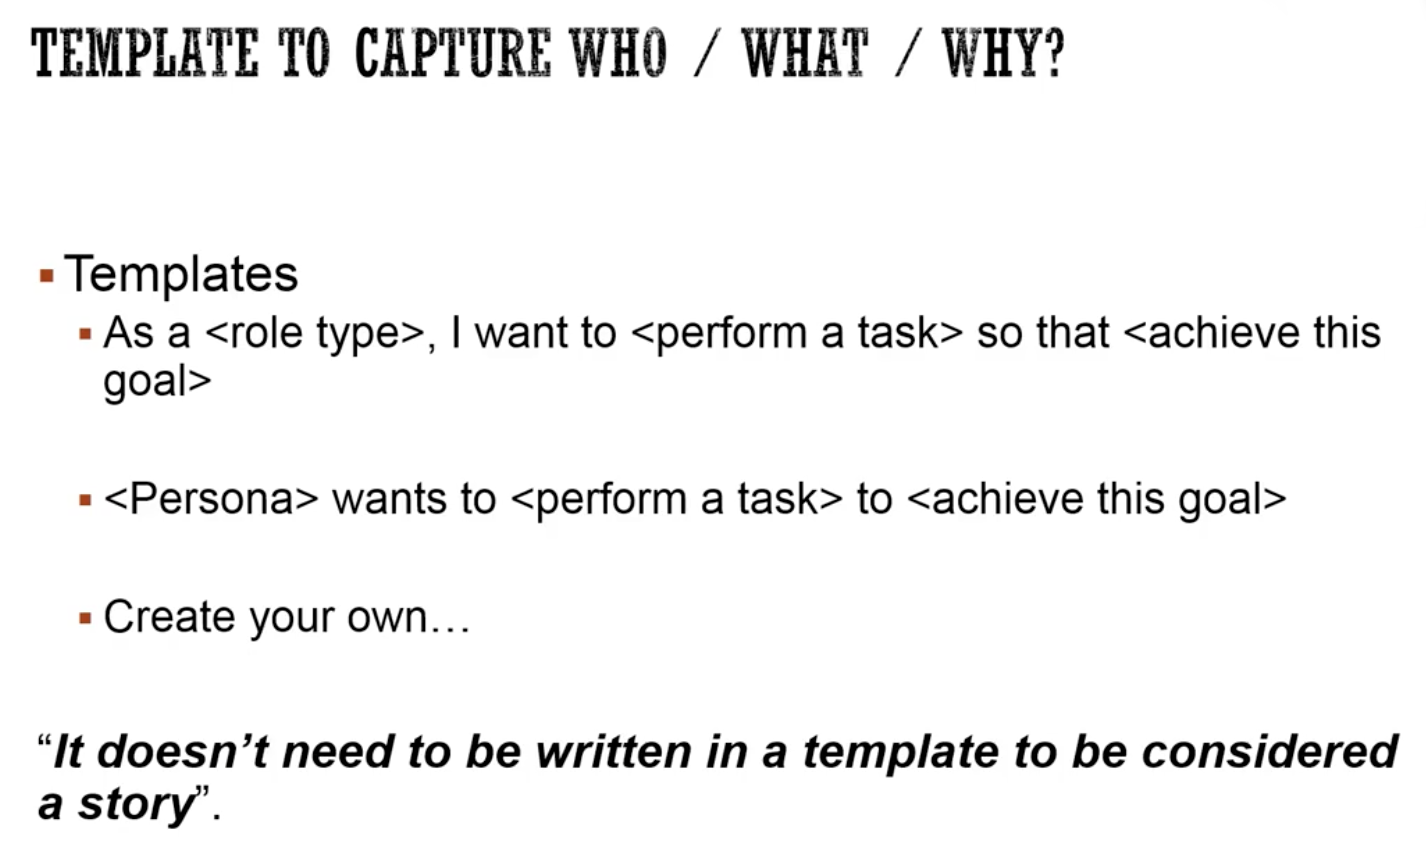 TEMPLATE TO CAPTURE WHO / WHAT / WHY?
▪ Templates
▪ As a <role type>, I want to <perform a task> so that <achieve this
goal>
▪ <Persona> wants to <perform a task> to <achieve this goal>
▪ Create your own…
“It doesn’t need to be written in a template to be considered
a story”.